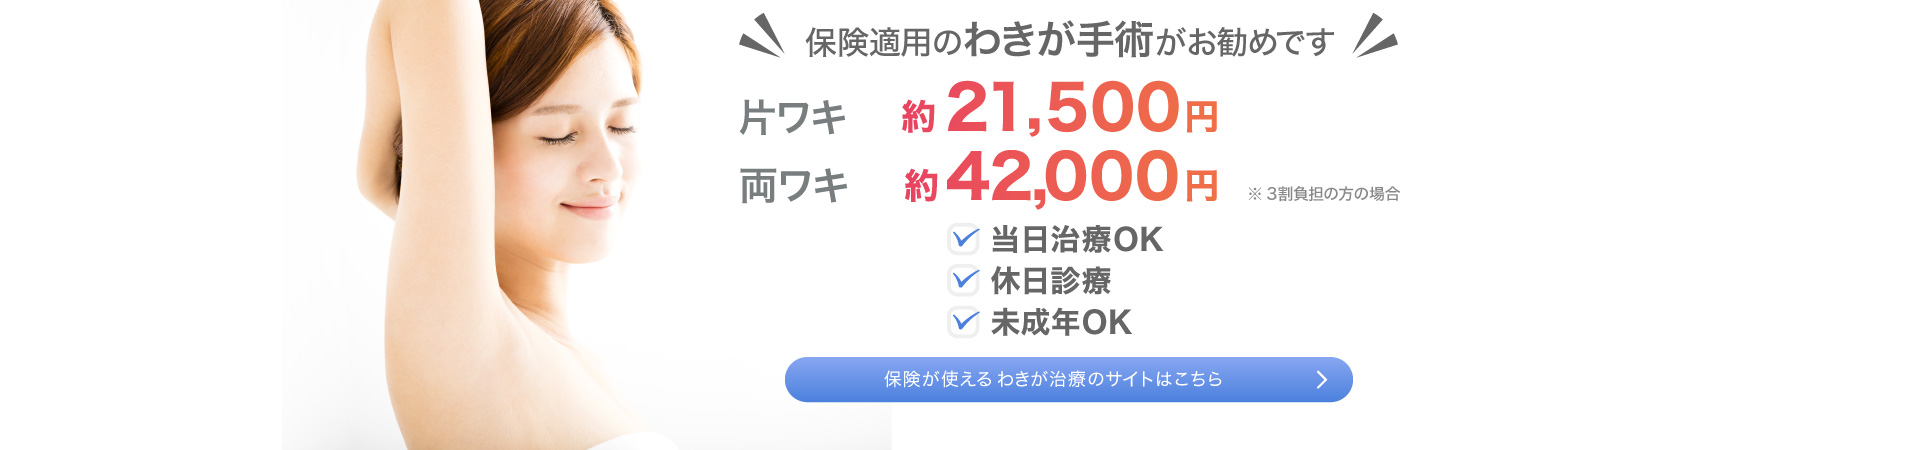 保険適用のわきが手術がお勧めです
片ワキ 約21,500円
両ワキ 約42,000円 ※ 3割負担の方の場合
当日治療OK
休日診療
未成年OK
保険が使える わきが治療のサイトはこちら